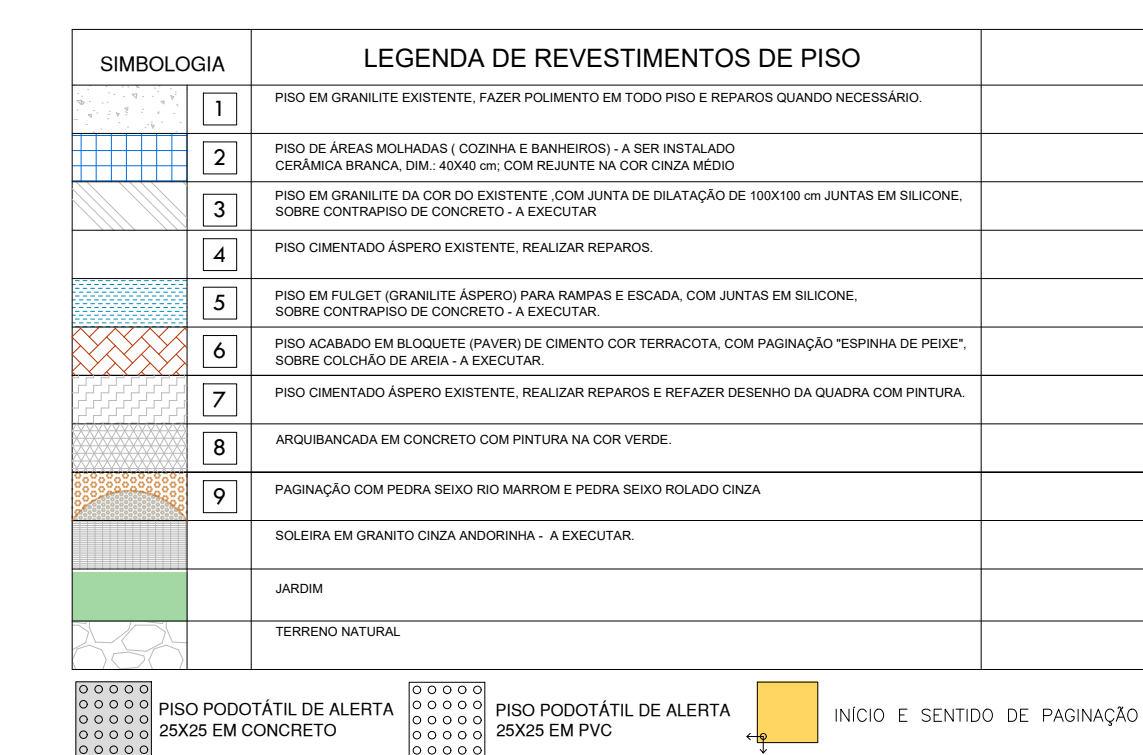 SIMBOLOGIA
LEGENDA DE REVESTIMENTOS DE PISO
1
PISO EM GRANILITE EXISTENTE, FAZER POLIMENTO EM TODO PISO E REPAROS QUANDO NECESSÁRIO.
2
PISO DE ÁREAS MOLHADAS ( COZINHA E BANHEIROS) - A SER INSTALADO
CERÂMICA BRANCA, DIM.: 40X40 cm; COM REJUNTE NA COR CINZA MÉDIO
3
PISO EM GRANILITE DA COR DO EXISTENTE ,COM JUNTA DE DILATAÇÃO DE 100X100 cm JUNTAS EM SILICONE,
SOBRE CONTRAPISO DE CONCRETO - A EXECUTAR
4
PISO CIMENTADO ÁSPERO EXISTENTE, REALIZAR REPAROS.
5
PISO EM FULGET (GRANILITE ÁSPERO) PARA RAMPAS E ESCADA, COM JUNTAS EM SILICONE,
SOBRE CONTRAPISO DE CONCRETO - A EXECUTAR.
6
PISO ACABADO EM BLOQUETE (PAVER) DE CIMENTO COR TERRACOTA, COM PAGINAÇÃO "ESPINHA DE PEIXE",
SOBRE COLCHÃO DE AREIA - A EXECUTAR.
7
PISO CIMENTADO ÁSPERO EXISTENTE, REALIZAR REPAROS E REFAZER DESENHO DA QUADRA COM PINTURA.
8
ARQUIBANCADA EM CONCRETO COM PINTURA NA COR VERDE.
9
PAGINAÇÃO COM PEDRA SEIXO RIO MARROM E PEDRA SEIXO ROLADO CINZA
SOLEIRA EM GRANITO CINZA ANDORINHA - A EXECUTAR.
JARDIM
TERRENO NATURAL
PISO PODOTÁTIL DE ALERTA
25X25 EM CONCRETO
PISO PODOTÁTIL DE ALERTA
25X25 EM PVC
INÍCIO E SENTIDO DE PAGINAÇÃO